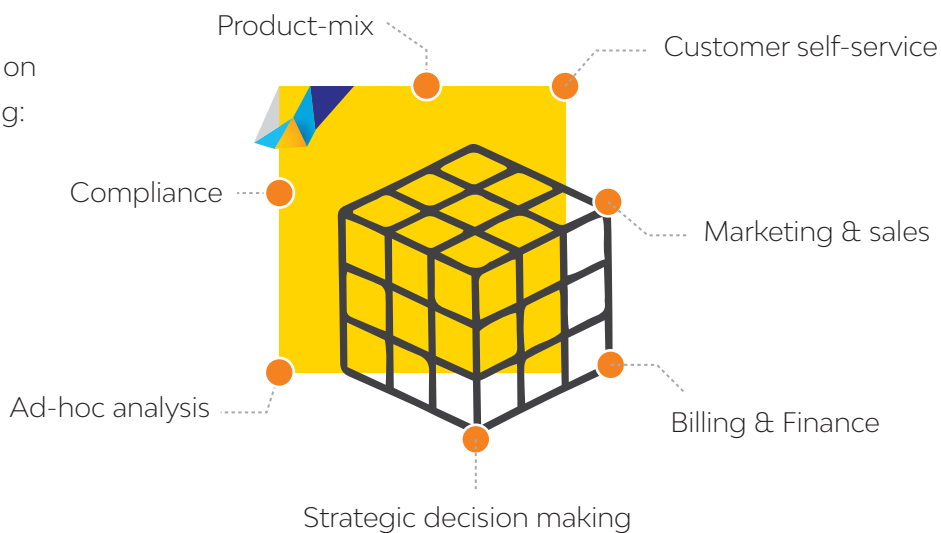 Product-mix
Customer self-service
on
g:
Compliance
Marketing & sales
Ad-hoc analysis
Billing & Finance
Strategic decision making